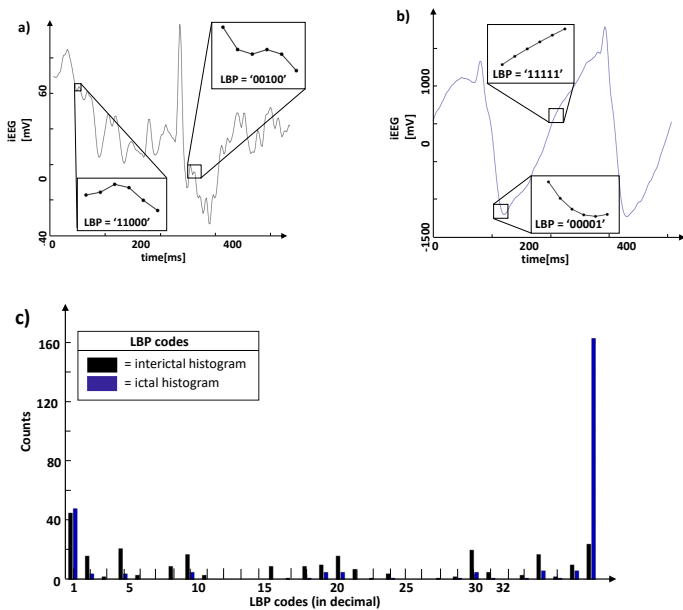 a)
iEEG
[mV]
60
0
-40
0
200
400
time[ms]
LBP = '00100'
LBP = '11000'
b)
iEEG
[mV]
1000
0
-1500
0
200
400
time[ms]
LBP = '11111'
LBP = '00001'
c)
LBP codes
= interictal histogram
= ictal histogram
Counts
160
120
80
40
0
1
5
10
15
20
25
30
32
LBP codes (in decimal)